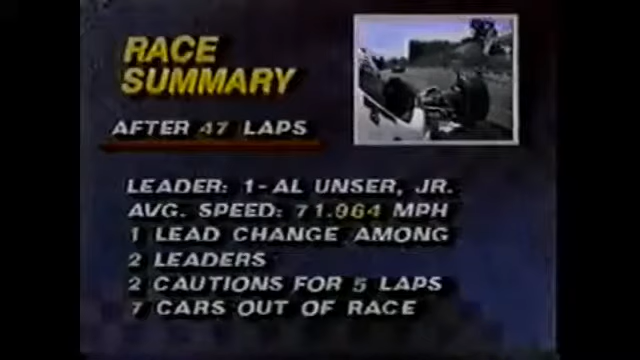 RACE
SUMMARY
AFTER 47 LAPS
LEADER: 1-AL UNSER, JR.
AVG. SPEED: 71.964 MPH
1 LEAD CHANGE AMONG
2 LEADERS
2 CAUTIONS FOR 5 LAPS
7 CARS OUT OF RACE